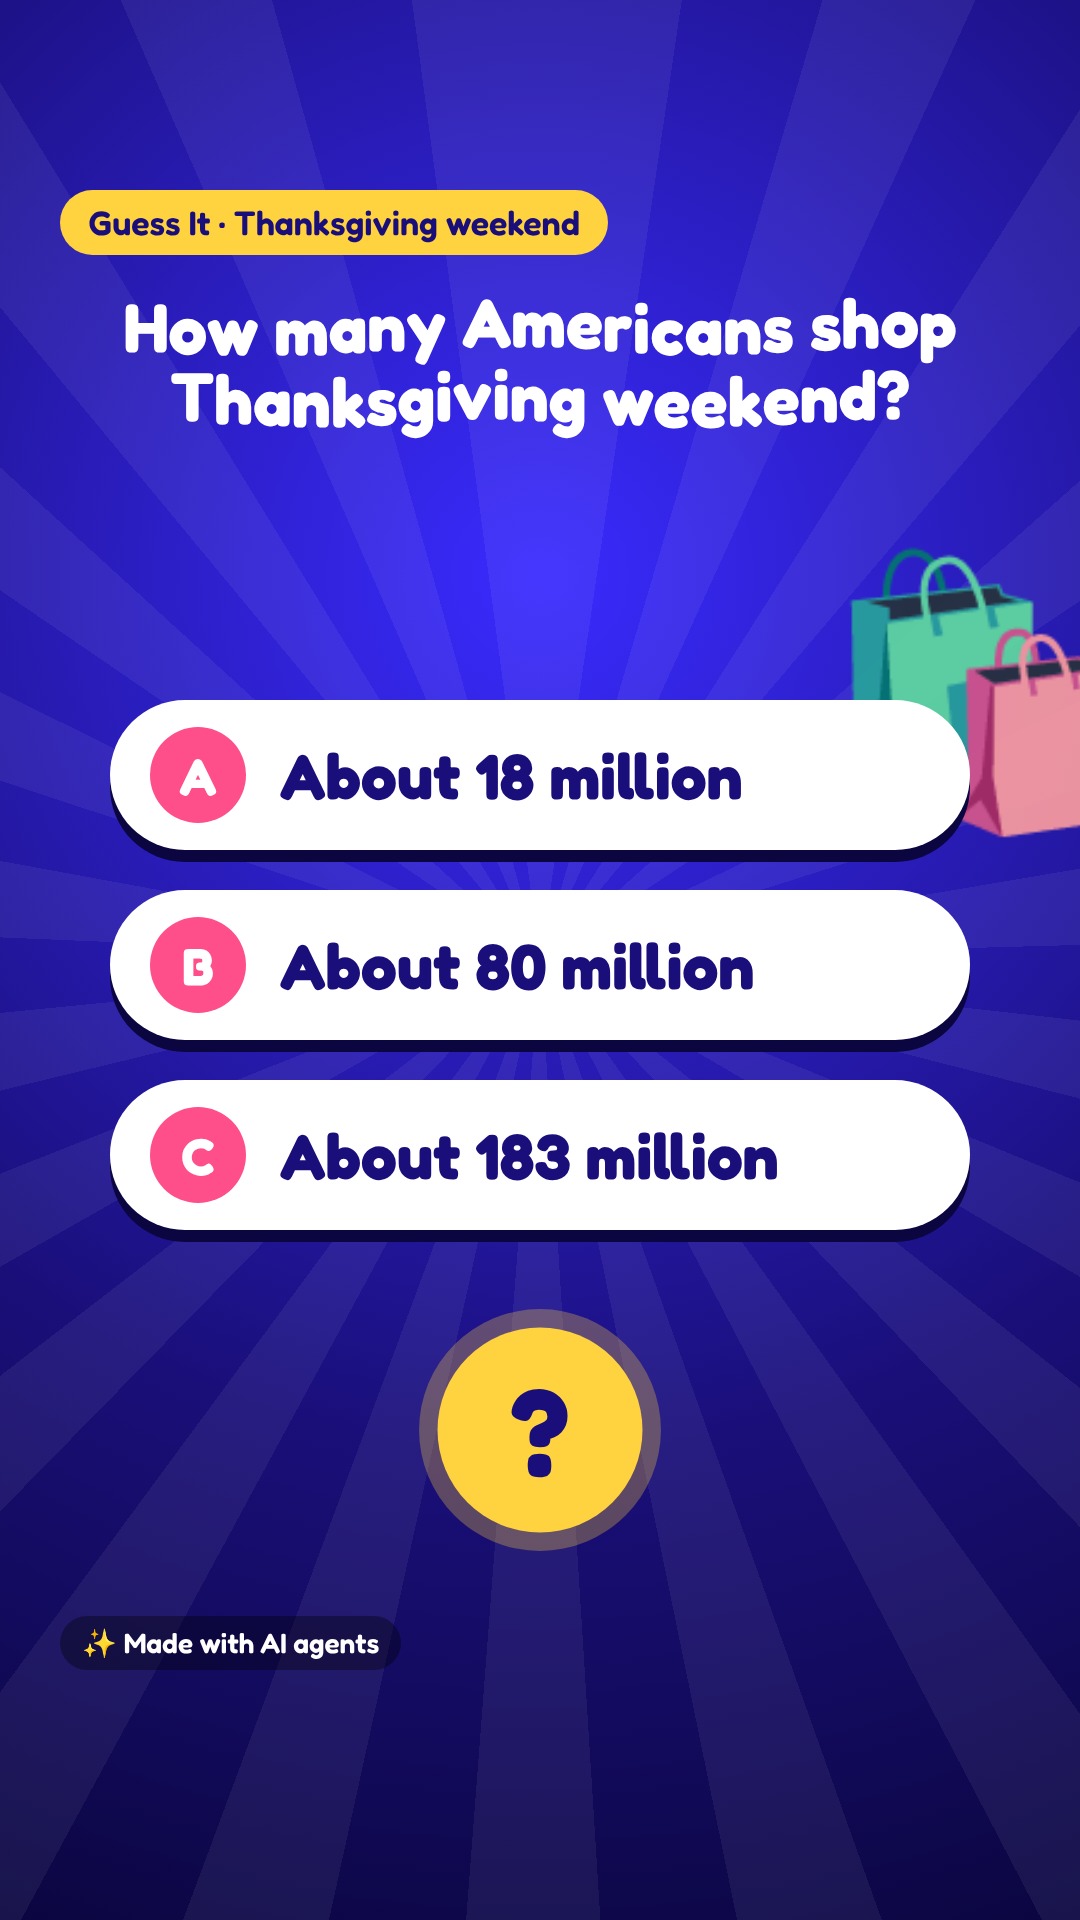 Guess It · Thanksgiving weekend
How many Americans shop
Thanksgiving weekend?
A About 18 million
B About 80 million
C About 183 million
?
✨ Made with AI agents